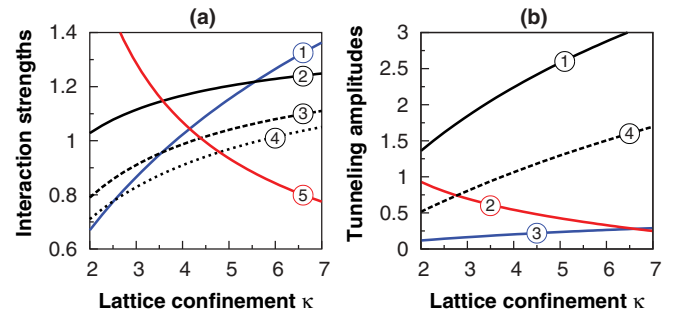 (a)
Interaction strengths
1.4
1.2
1
0.8
0.6
1
2
3
4
5
2 3 4 5 6 7
Lattice confinement κ
(b)
Tunneling amplitudes
3
2.5
2
1.5
1
0.5
0
1
4
2
3
2 3 4 5 6 7
Lattice confinement κ